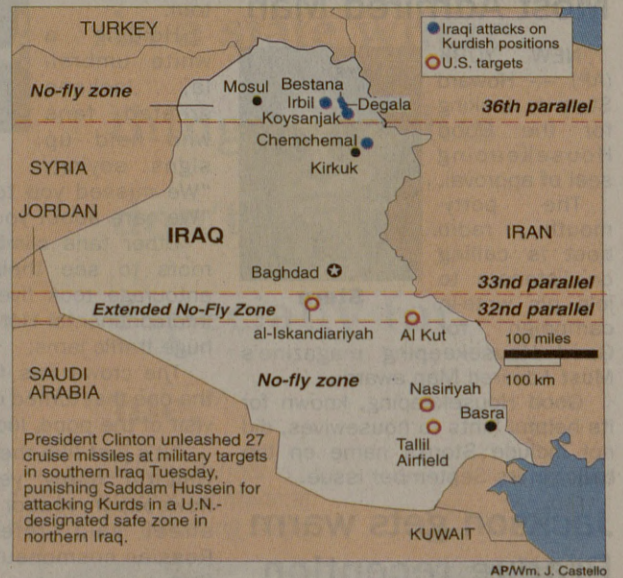 TURKEY
Iraqi attacks on
Kurdish positions
U.S. targets
No-fly zone
Mosul
Bestana
Irbil
Degala
Koysanjak
36th parallel
Chemchemal
Kirkuk
SYRIA
JORDAN
IRAQ
IRAN
Baghdad
33nd parallel
Extended No-Fly Zone
32nd parallel
al-Iskandiariyah
Al Kut
100 miles
100 km
SAUDI
ARABIA
No-fly zone
Nasiriyah
Basra
Tallil
Airfield
President Clinton unleashed 27
cruise missiles at military targets
in southern Iraq Tuesday,
punishing Saddam Hussein for
attacking Kurds in a U.N.-
designated safe zone in
northern Iraq.
KUWAIT
AP/Wm. J. Castello